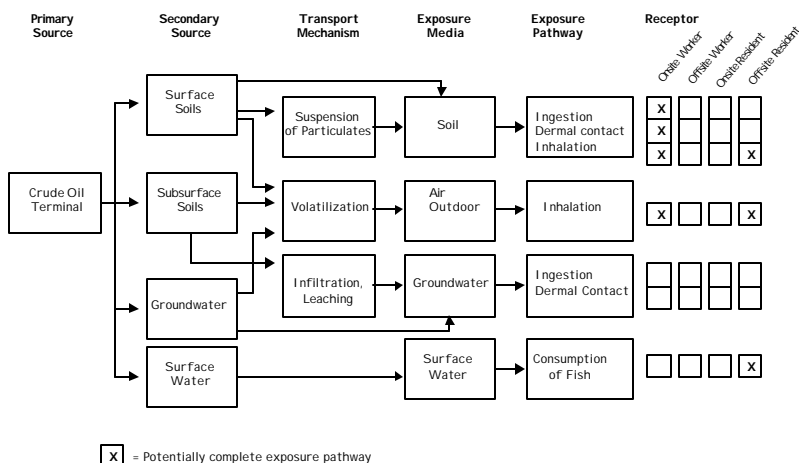 Primary
Source
Secondary
Source
Transport
Mechanism
Exposure
Media
Exposure
Pathway
Receptor
Onsite Worker
Offsite Worker
Onsite Resident
Offsite Resident
Surface
Soils
Suspension
of Particulates
Soil
Ingestion
Dermal contact
Inhalation
X
X
X X
Crude Oil
Terminal
Subsurface
Soils
Volatilization
Air
Outdoor
Inhalation
X X
Groundwater
Infiltration,
Leaching
Groundwater
Ingestion
Dermal Contact
Surface
Water
Surface
Water
Consumption
of Fish
X
X = Potentially complete exposure pathway